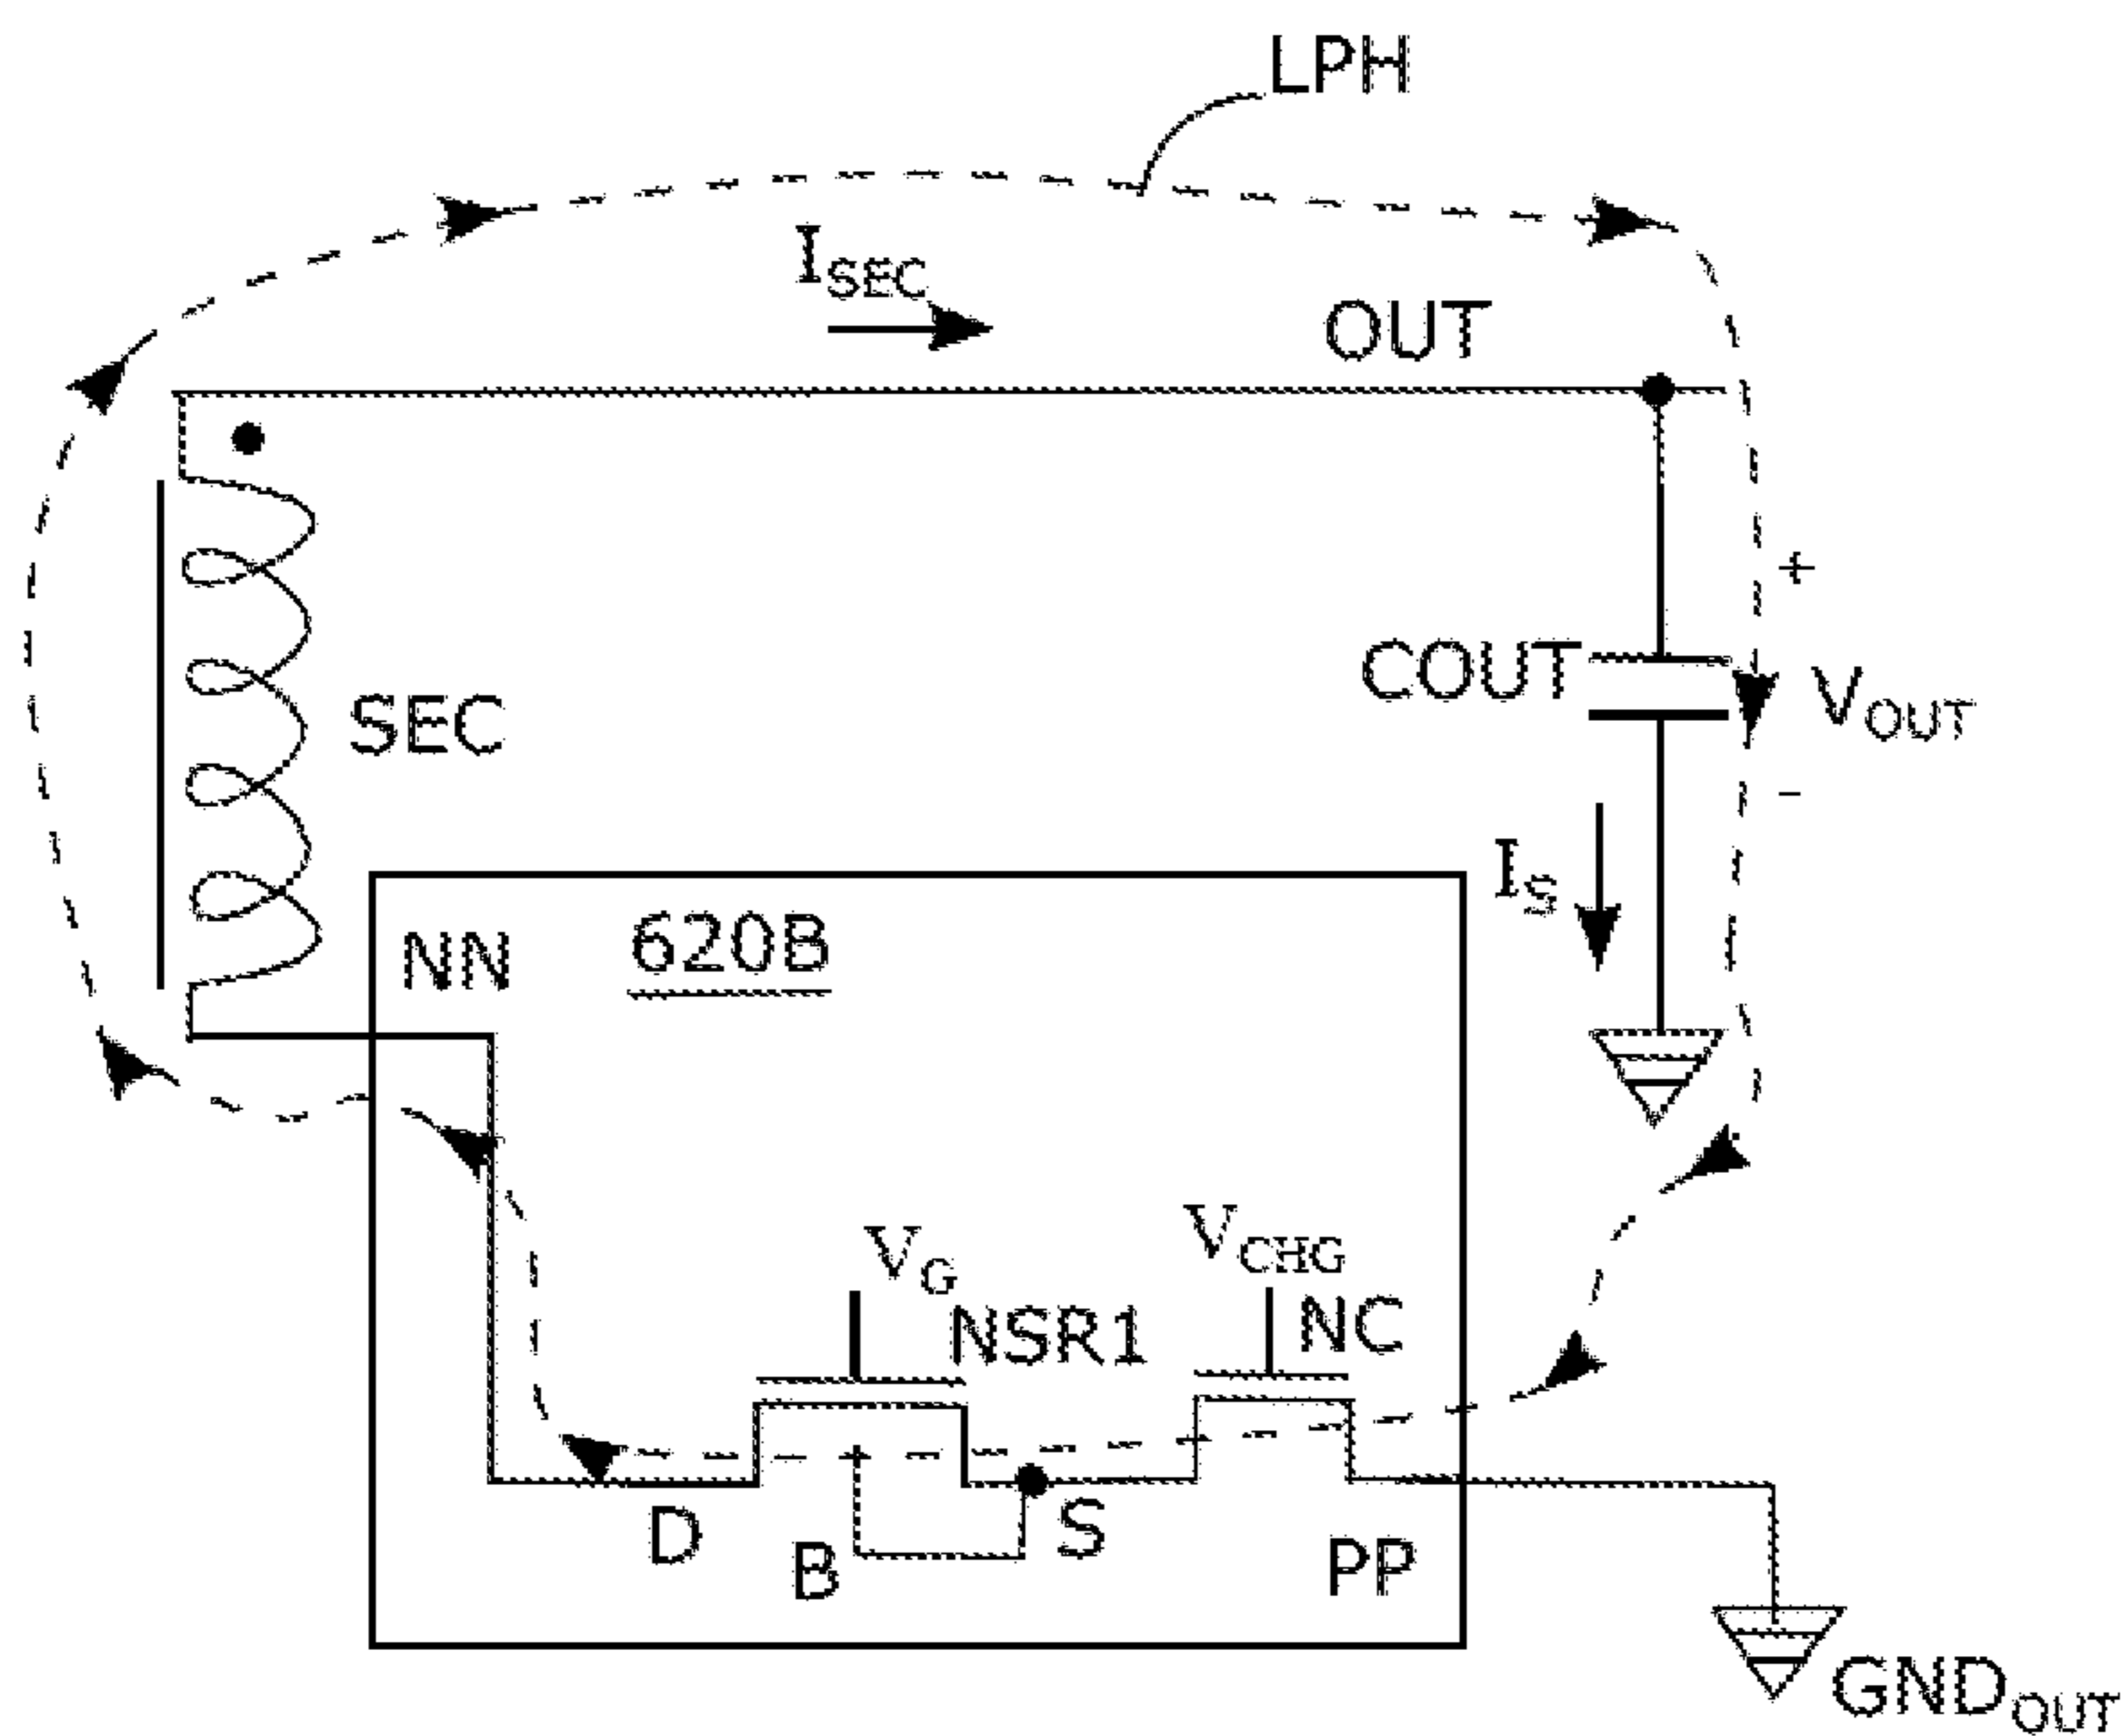 LPH
I_SEC
OUT
+
COUT
V_OUT
SEC
-
I_S
NN
620B
V_G
V_CHG
NSR1
NC
D
S
B
PP
GND_OUT